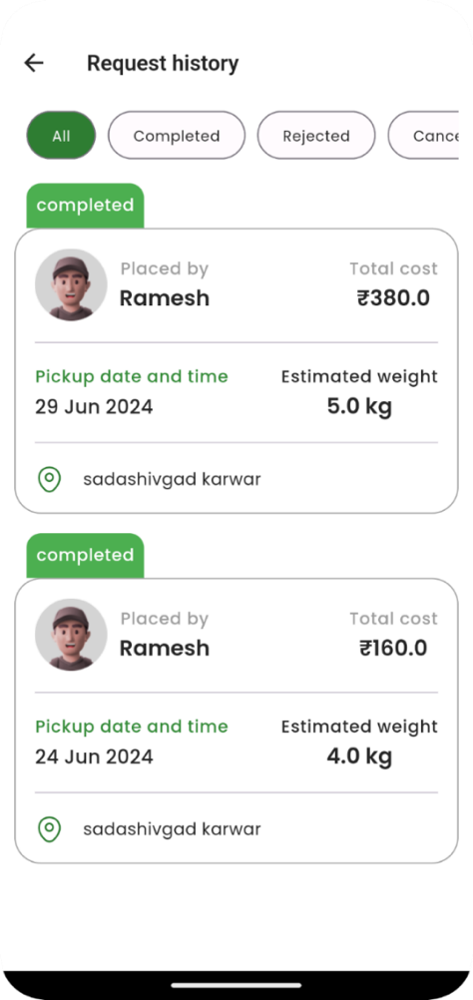 Request history
All Completed Rejected Cance
completed
Placed by Total cost
Ramesh ₹380.0
Pickup date and time Estimated weight
29 Jun 2024 5.0 kg
sadashivgad karwar
completed
Placed by Total cost
Ramesh ₹160.0
Pickup date and time Estimated weight
24 Jun 2024 4.0 kg
sadashivgad karwar